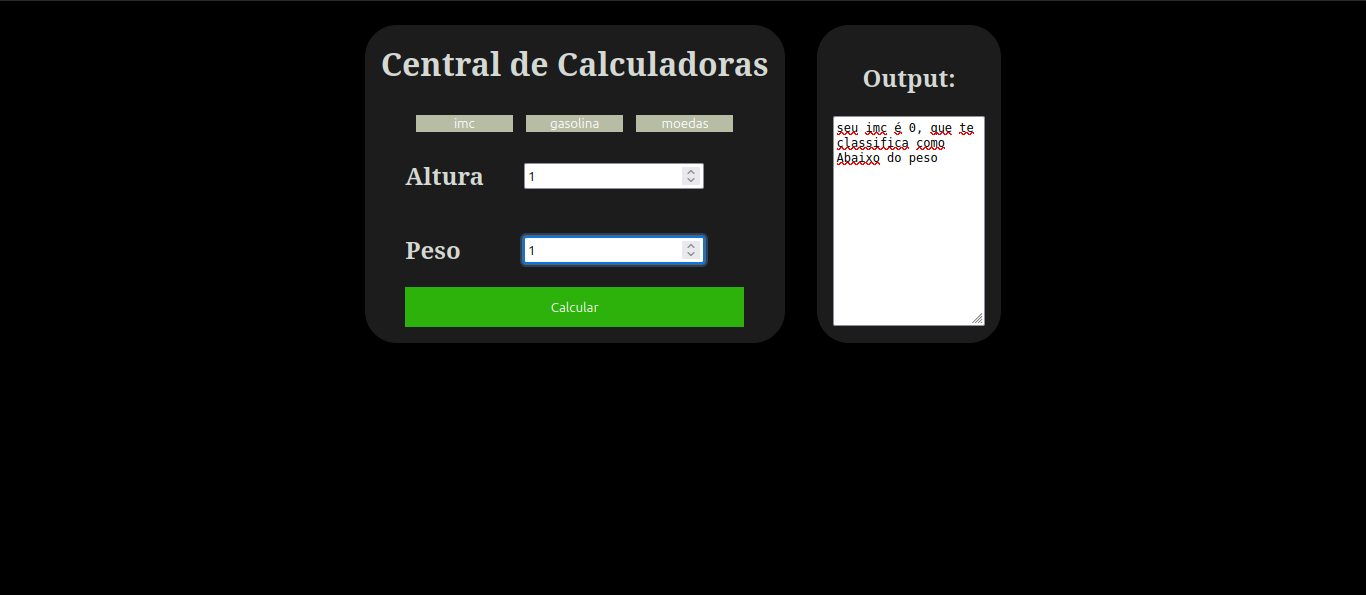 Central de Calculadoras
imc gasolina moedas
Altura 1
Peso 1
Calcular
Output:
seu imc é 0, que te
classifica como
Abaixo do peso